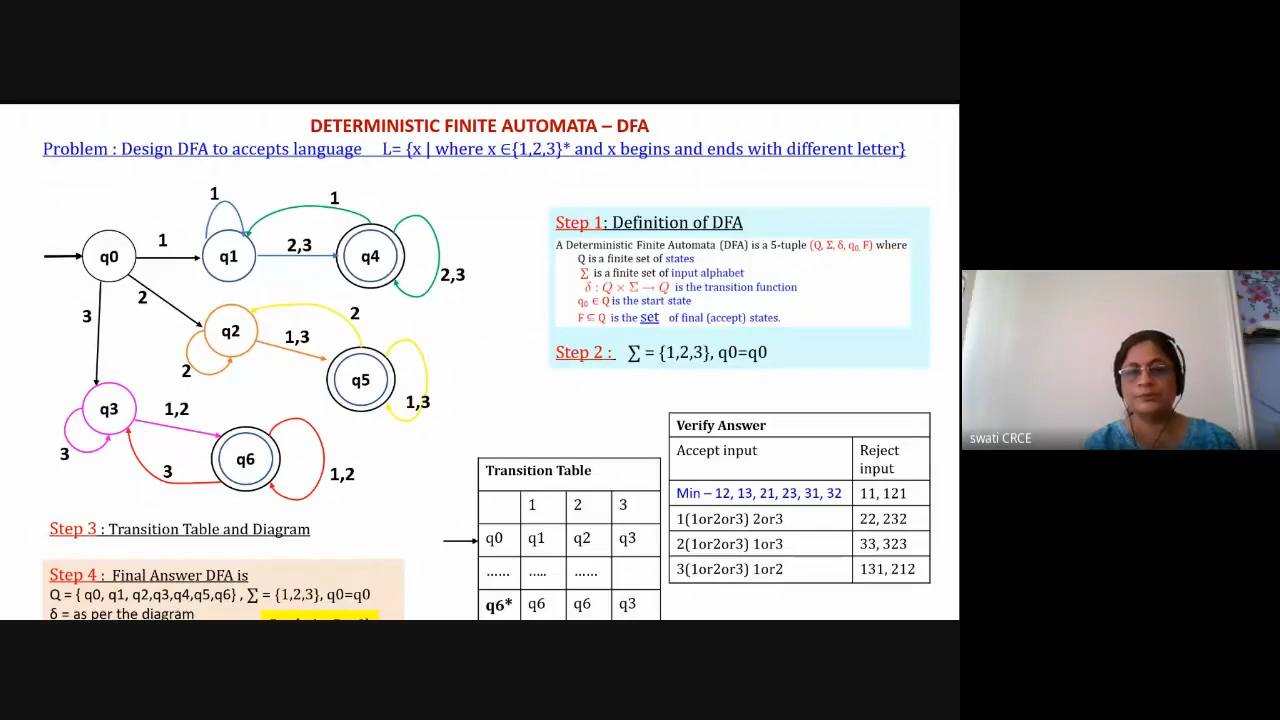 DETERMINISTIC FINITE AUTOMATA – DFA
Problem : Design DFA to accepts language L= {x | where x ∈{1,2,3}* and x begins and ends with different letter}
1
1
q0
1
q1
2,3
q4
2,3
2
3
q2
2
1,3
2
q5
1,3
q3
1,2
3
3
q6
1,2
Step 1: Definition of DFA
A Deterministic Finite Automata (DFA) is a 5-tuple (Q, Σ, δ, q₀, F) where
Q is a finite set of states
Σ is a finite set of input alphabet
δ : Q × Σ → Q is the transition function
q₀ ∈ Q is the start state
F ⊆ Q is the set of final (accept) states.
Step 2 : Σ = {1,2,3}, q0=q0
Step 3 : Transition Table and Diagram
Step 4 : Final Answer DFA is
Q = { q0, q1, q2,q3,q4,q5,q6} , Σ = {1,2,3}, q0=q0
δ = as per the diagram
Transition Table
1 2 3
q0 q1 q2 q3
...... ..... ......
q6* q6 q6 q3
Verify Answer
Accept input Reject input
Min – 12, 13, 21, 23, 31, 32 11, 121
1(1or2or3) 2or3 22, 232
2(1or2or3) 1or3 33, 323
3(1or2or3) 1or2 131, 212
swati CRCE